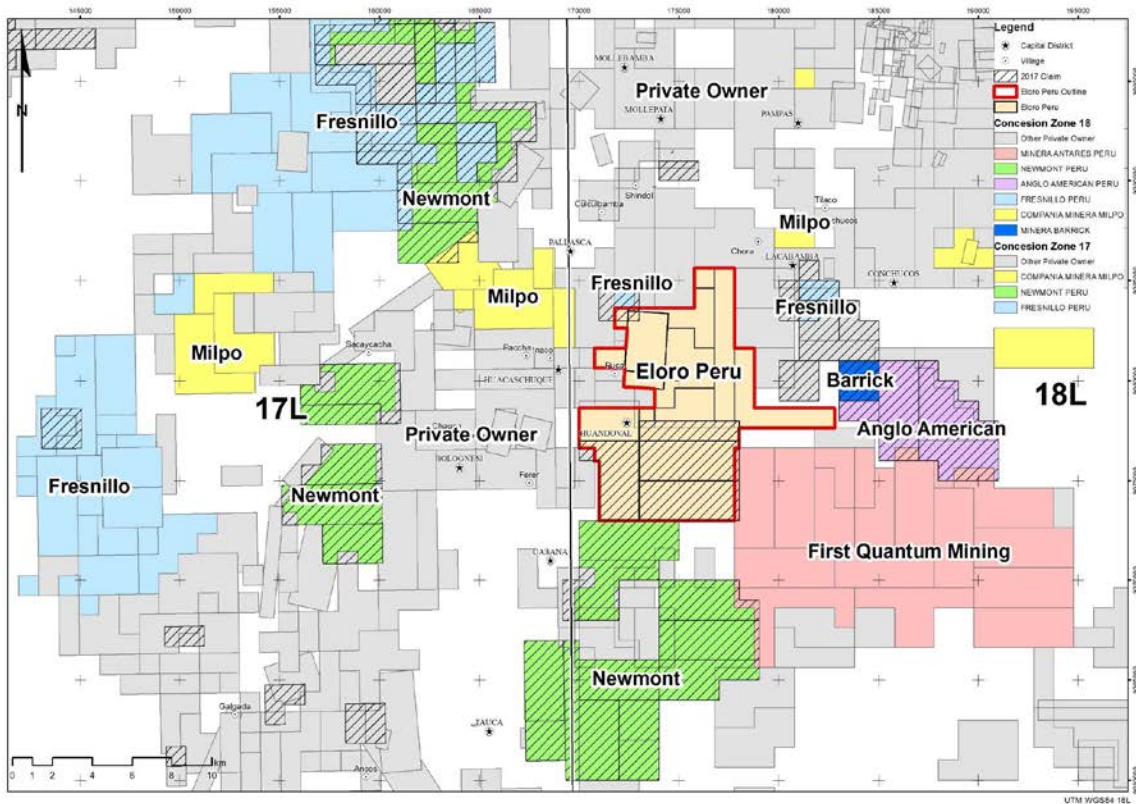 145000 150000 155000 160000 165000 170000 175000 180000 185000 190000 195000
N
Legend
Capital District
Village
2017 Claim
Eloro Peru Outline
Eloro Peru
Concesion Zone 18
Other Private Owner
MINERA ANTARES PERU
NEWMONT PERU
ANGLO AMERICAN PERU
FRESNILLO PERU
COMPANIA MINERA MILPO
MINERA BARRICK
Concesion Zone 17
Other Private Owner
COMPANIA MINERA MILPO
NEWMONT PERU
FRESNILLO PERU
MOLLEBAMBA
Private Owner
MOLLEPATA
PAMPAS
Fresnillo
Newmont
Shindol
Tilaco
Milpo
PALLASCA
Chora
LACABAMBA
CONCHUCOS
Fresnillo
Milpo
Fresnillo
Milpo
Sacaycacha
HUACASCHUQUE
Eloro Peru
Barrick
17L
18L
Private Owner
HUANDOVAL
Anglo American
BOLOGNESI
Ferer
Fresnillo
Newmont
First Quantum Mining
CABANA
Newmont
Galgada
TAUCA
Ancos
0 1 2 4 6 8 10
km
UTM WGS84 18L